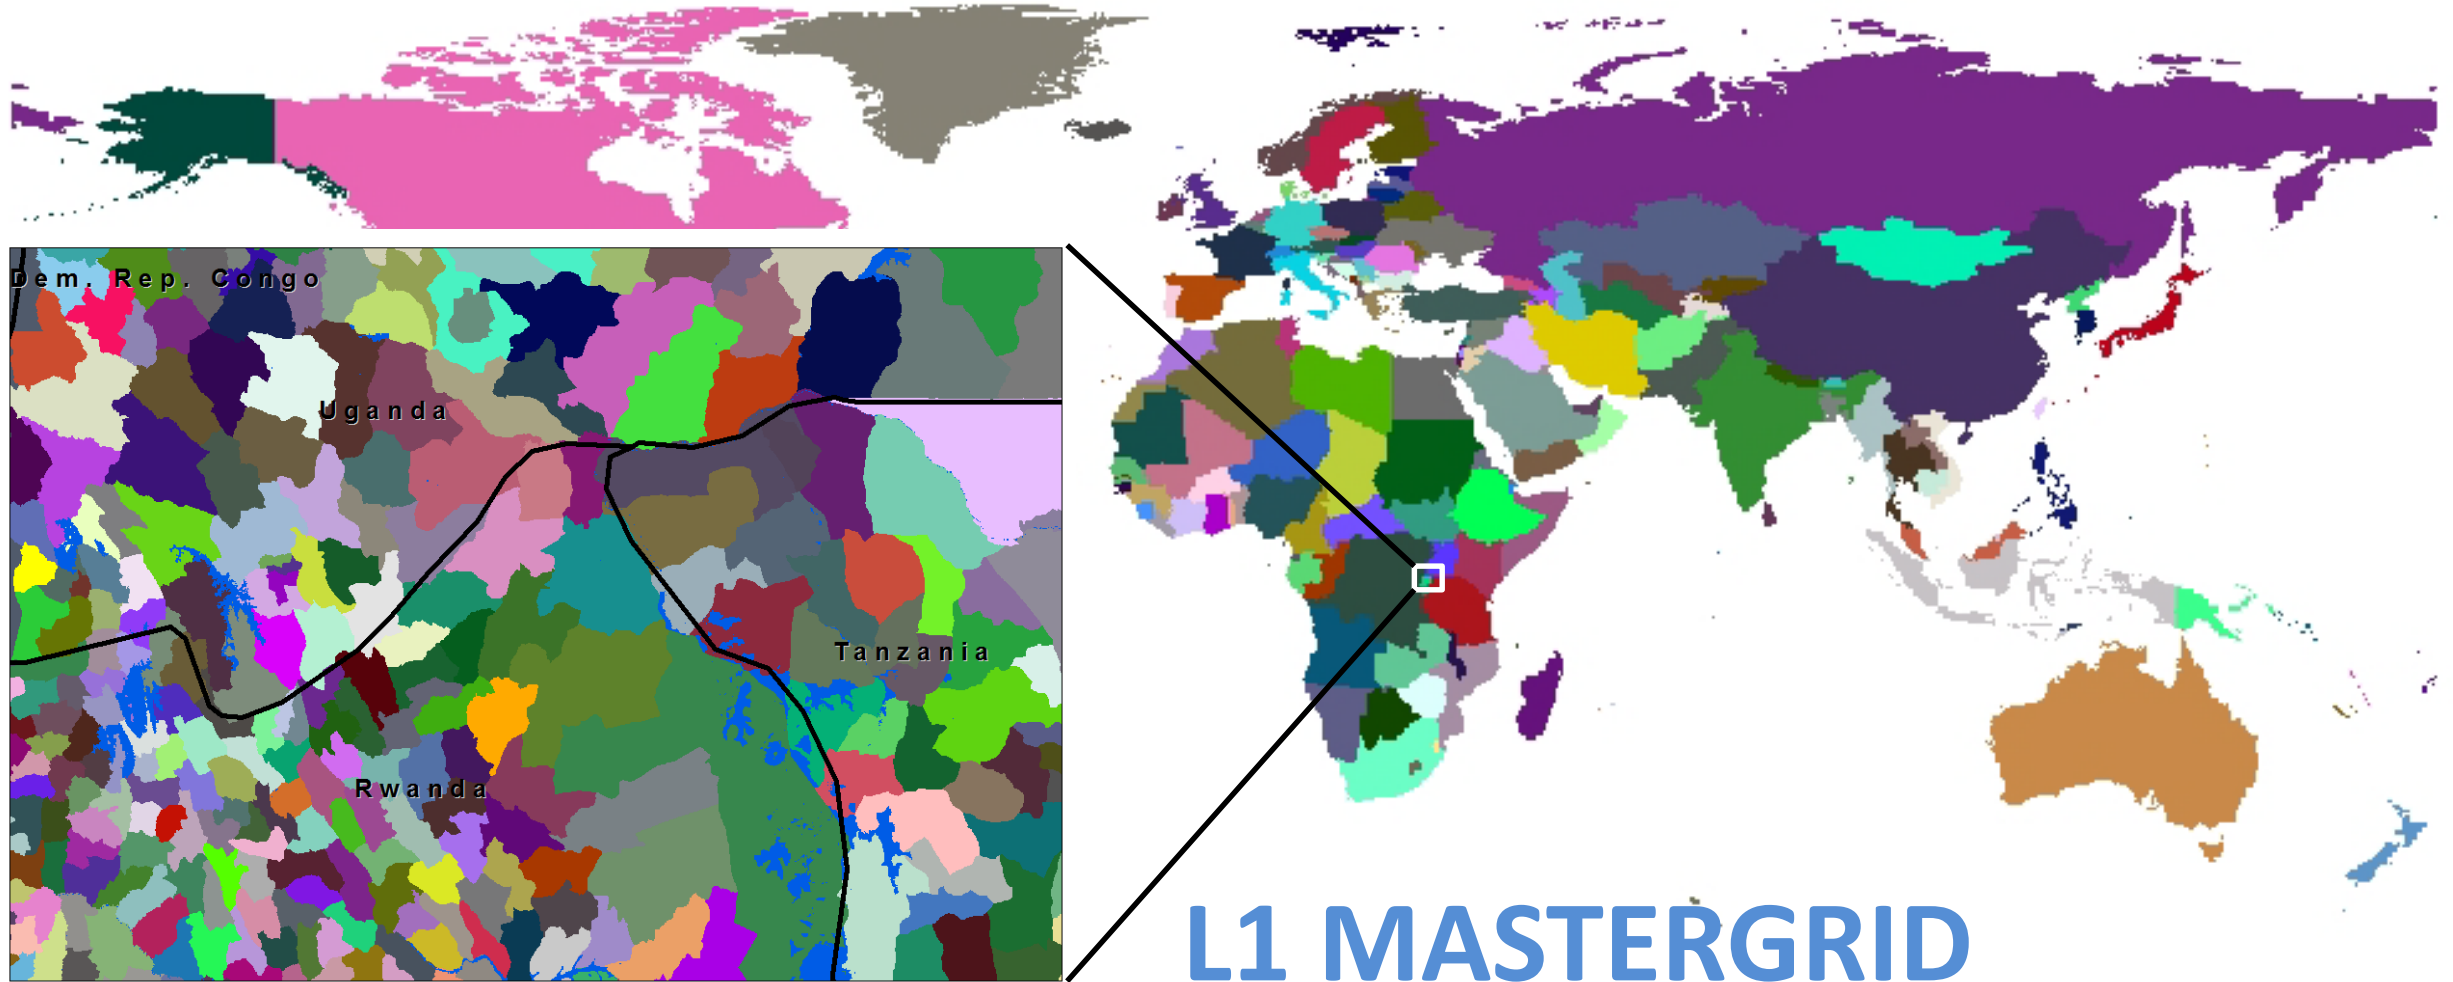 Dem. Rep. Congo
Uganda
Tanzania
Rwanda
L1 MASTERGRID